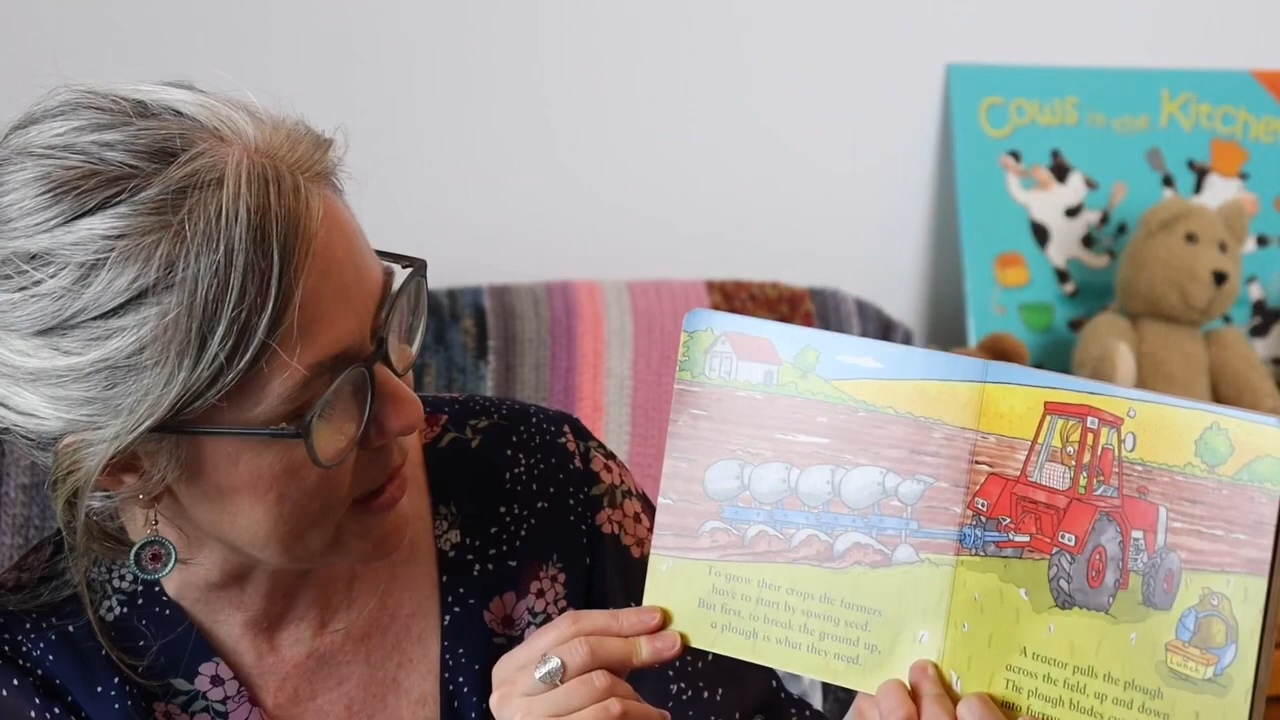 Cows in the Kitchen
To grow their crops the farmers
have to start by sowing seed.
But first, to break the ground up,
a plough is what they need.
Lunch
A tractor pulls the plough
across the field, up and down
The plough blades
into